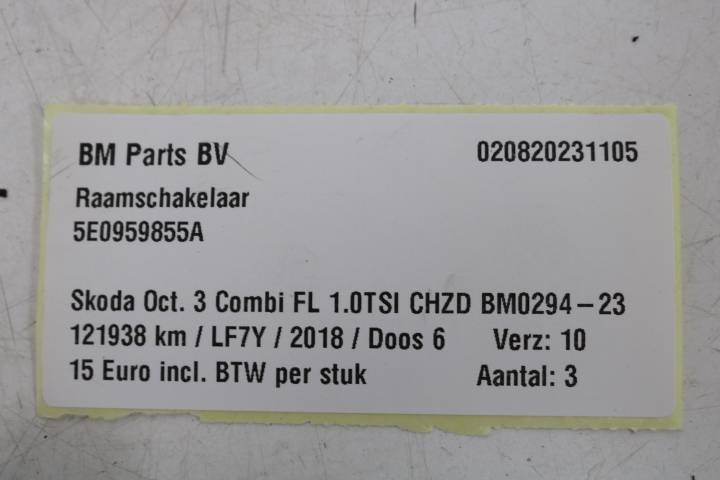 BM Parts BV 020820231105
Raamschakelaar
5E0959855A
Skoda Oct. 3 Combi FL 1.0TSI CHZD BM0294-23
121938 km / LF7Y / 2018 / Doos 6 Verz: 10
15 Euro incl. BTW per stuk Aantal: 3